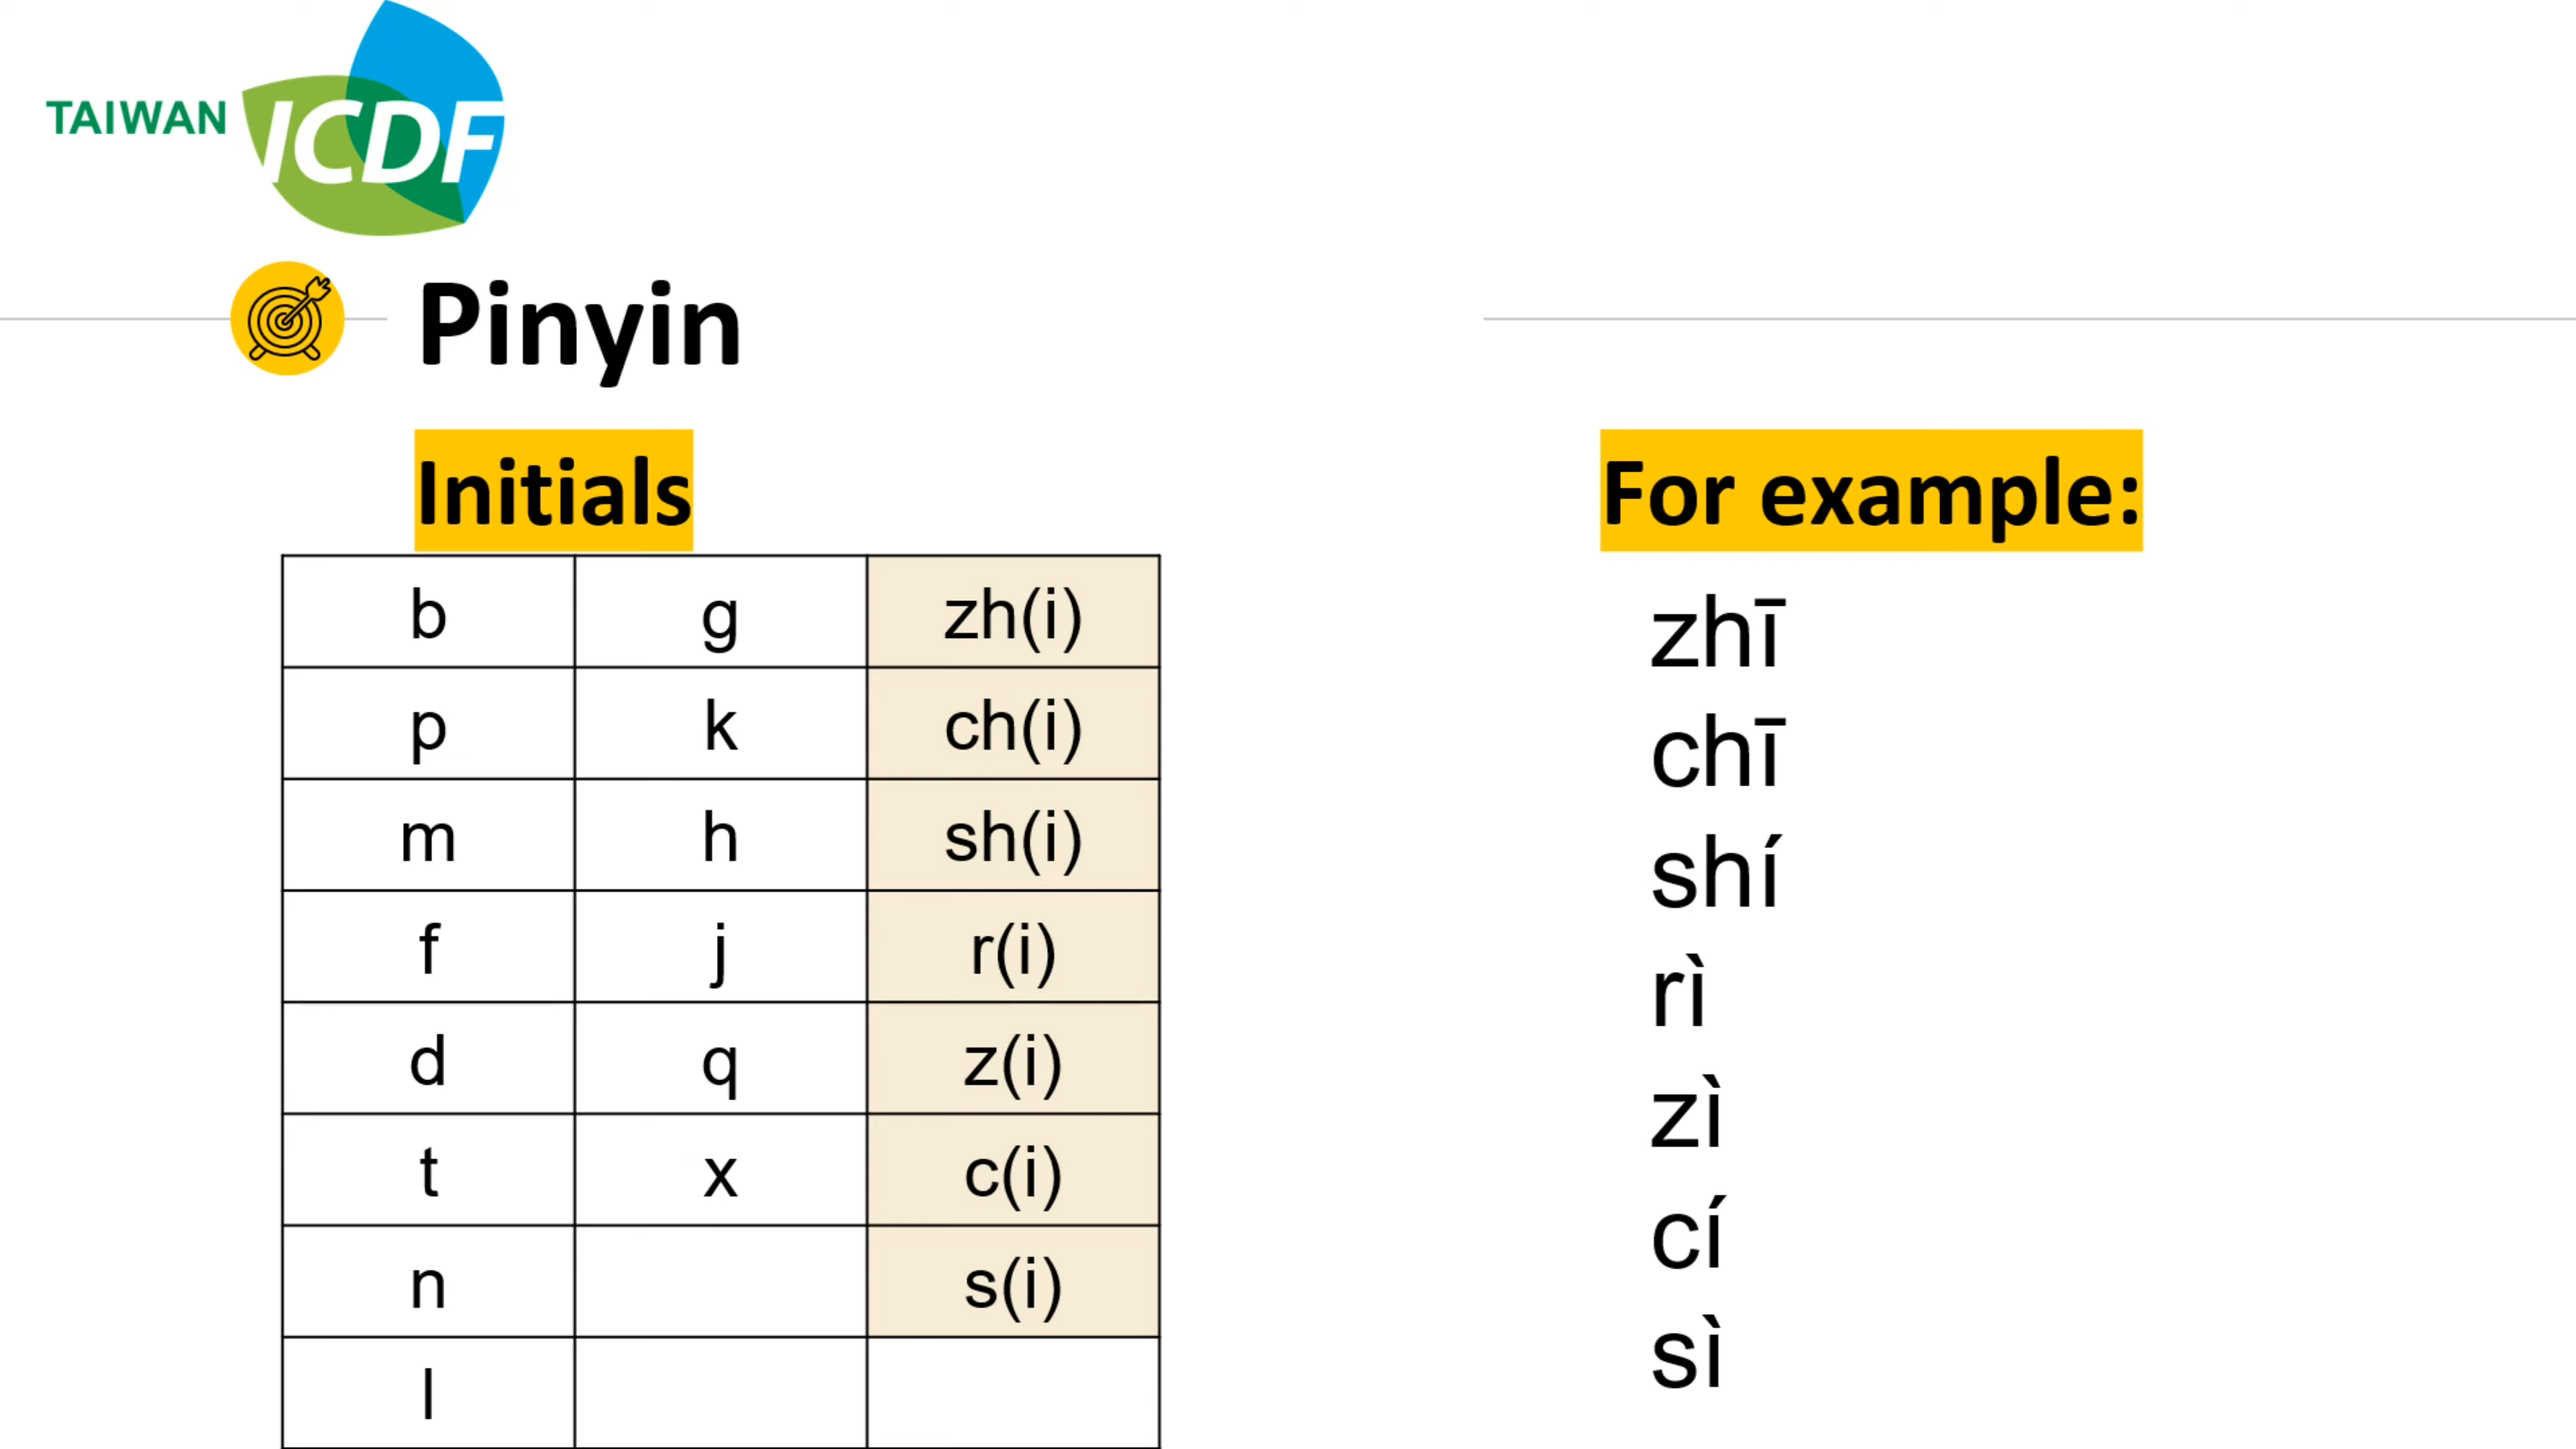 TAIWAN ICDF
Pinyin
Initials
b g zh(i)
p k ch(i)
m h sh(i)
f j r(i)
d q z(i)
t x c(i)
n s(i)
l
For example:
zhī
chī
shí
rì
zì
cí
sì